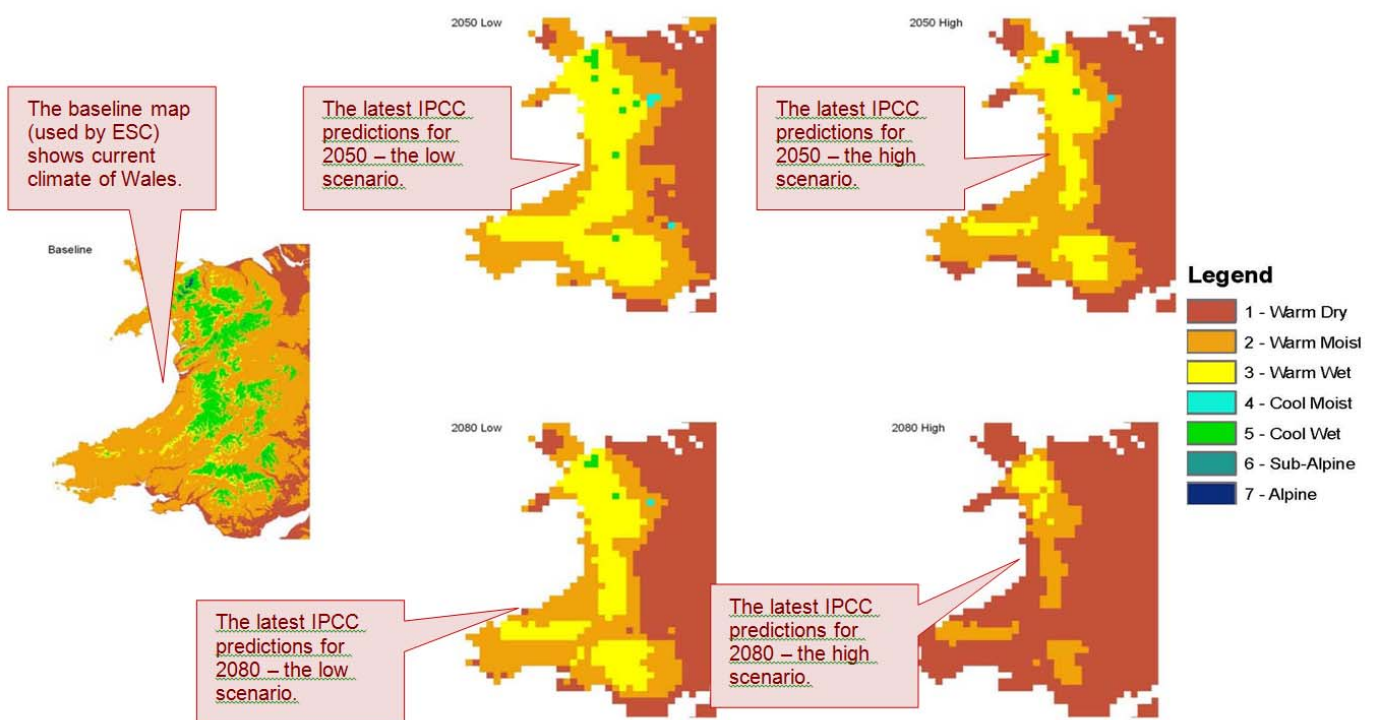 2050 Low
2050 High
The baseline map
(used by ESC)
shows current
climate of Wales.
The latest IPCC
predictions for
2050 – the low
scenario.
The latest IPCC
predictions for
2050 – the high
scenario.
Baseline
Legend
1 - Warm Dry
2 - Warm Moist
3 - Warm Wet
4 - Cool Moist
5 - Cool Wet
6 - Sub-Alpine
7 - Alpine
2080 Low
2080 High
The latest IPCC
predictions for
2080 – the low
scenario.
The latest IPCC
predictions for
2080 – the high
scenario.